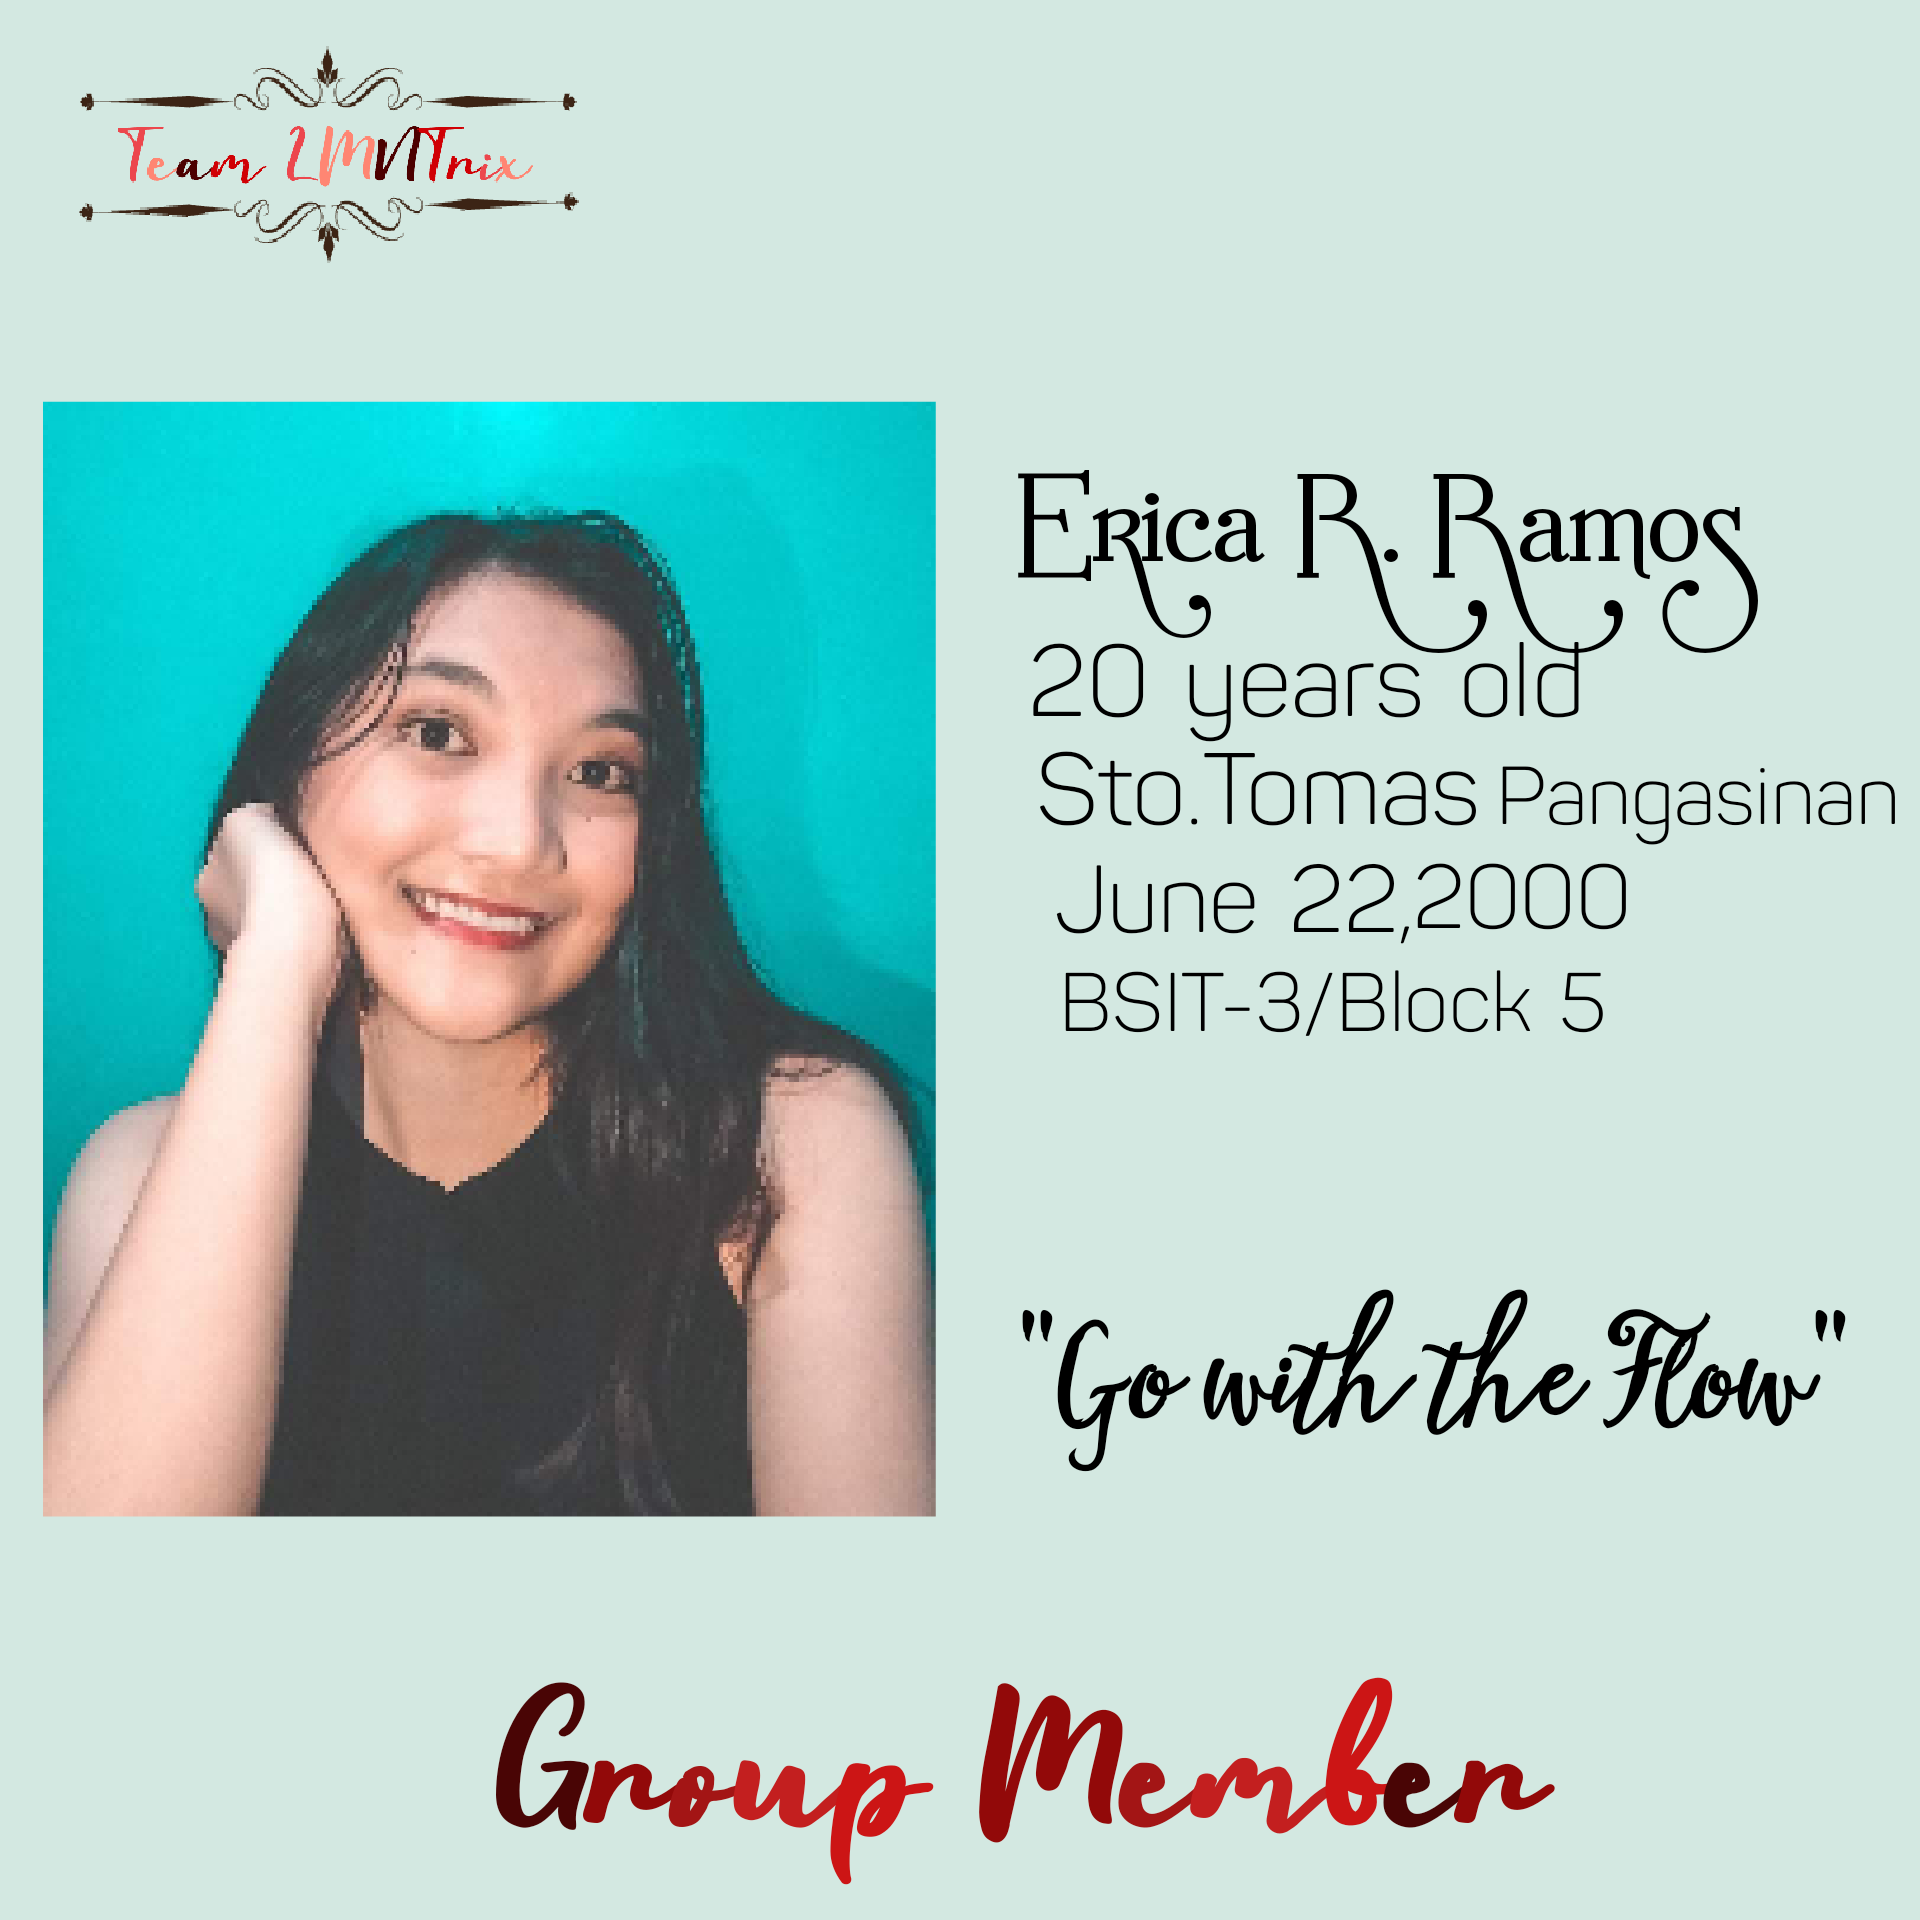 Team LMNTnix
Erica R. Ramos
20 years old
Sto.Tomas Pangasinan
June 22,2000
BSIT-3/Block 5
"Go with the Flow"
Group Member